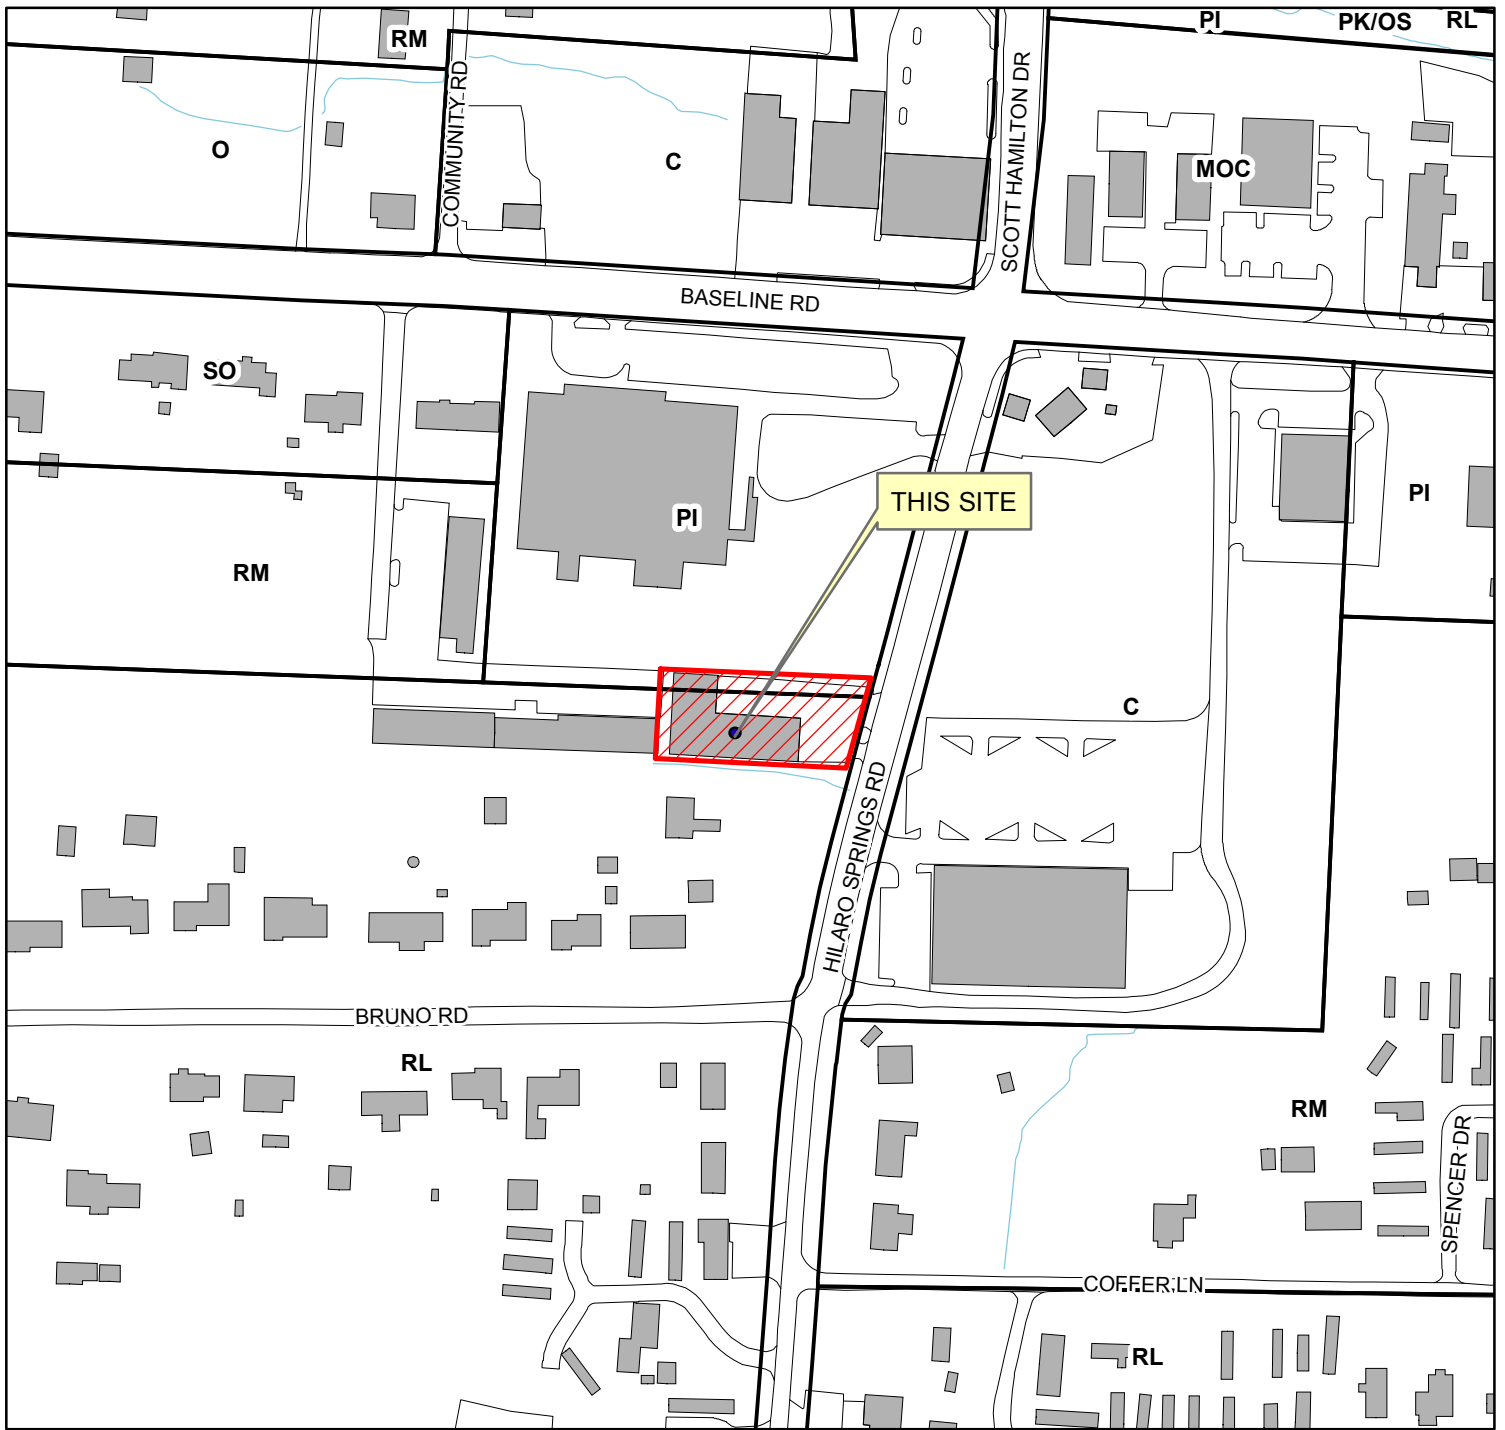 PI
PK/OS
RL
RM
COMMUNITY RD
SCOTT HAMILTON DR
O
C
MOC
BASELINE RD
SO
THIS SITE
PI
PI
RM
C
HILARO SPRINGS RD
BRUNO RD
RL
RM
SPENCER DR
COFFER LN
RL